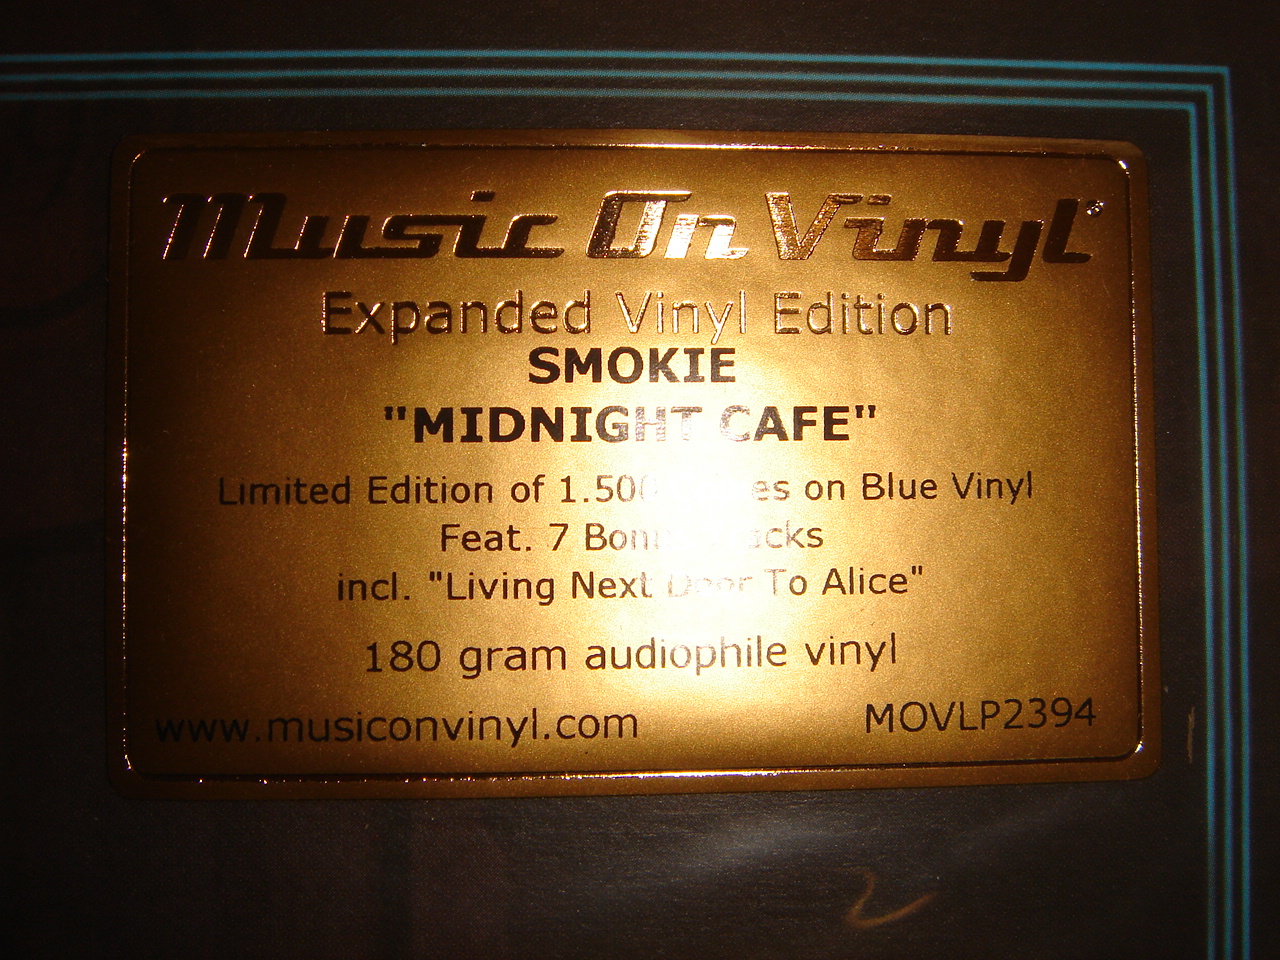 Music On Vinyl®
Expanded Vinyl Edition
SMOKIE
"MIDNIGHT CAFE"
Limited Edition of on Blue Vinyl
Feat. 7
incl. "Living Next Door To Alice"
180 gram audiophile vinyl
www.musiconvinyl.com
MOVLP2394